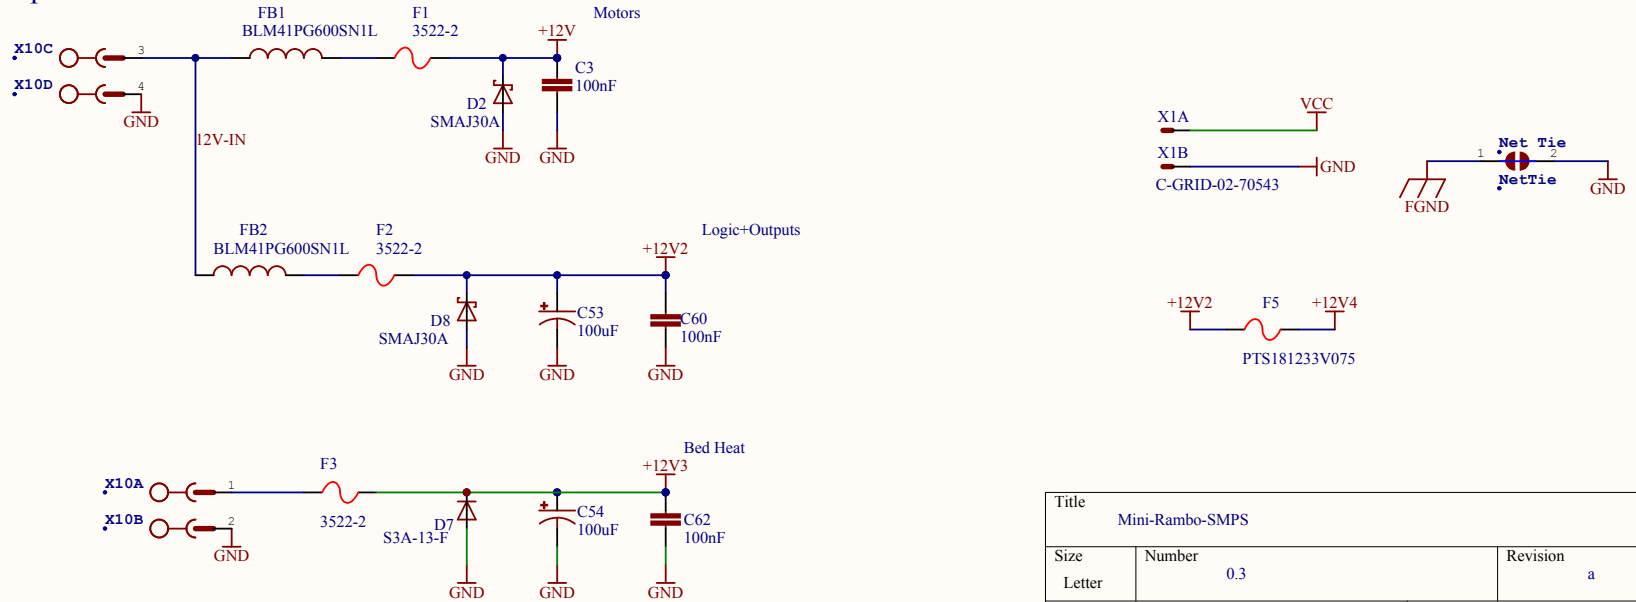 FB1
BLM41PG600SN1L
F1
3522-2
Motors
+12V
X10C
3
X10D
4
GND
C3
100nF
D2
SMAJ30A
GND
GND
12V-IN
FB2
BLM41PG600SN1L
F2
3522-2
Logic+Outputs
+12V2
D8
SMAJ30A
C53
100uF
C60
100nF
GND
GND
GND
Bed Heat
+12V3
F3
3522-2
X10A
1
X10B
2
GND
D7
S3A-13-F
C54
100uF
C62
100nF
GND
GND
GND
VCC
X1A
X1B
GND
C-GRID-02-70543
Net Tie
1
2
NetTie
FGND
GND
+12V2
F5
+12V4
PTS181233V075
Title
Mini-Rambo-SMPS
Size
Number
Revision
Letter
0.3
a